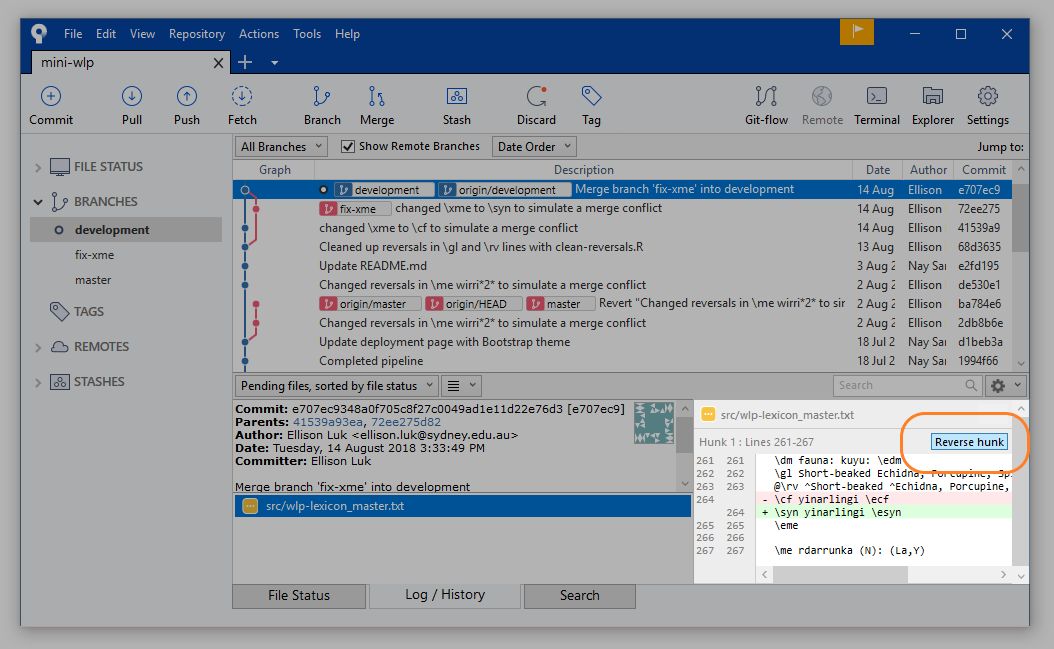 File Edit View Repository Actions Tools Help
mini-wlp
Commit Pull Push Fetch Branch Merge Stash Discard Tag Git-flow Remote Terminal Explorer Settings
All Branches Show Remote Branches Date Order Jump to:
FILE STATUS
BRANCHES
development
fix-xme
master
TAGS
REMOTES
STASHES
Graph Description Date Author Commit
development origin/development Merge branch 'fix-xme' into development 14 Aug Ellison e707ec9
fix-xme changed \xme to \syn to simulate a merge conflict 14 Aug Ellison 72ee275
changed \xme to \cf to simulate a merge conflict 14 Aug Ellison 41539a9
Cleaned up reversals in \gl and \rv lines with clean-reversals.R 13 Aug Ellison 68d3635
Update README.md 3 Aug 2 Nay Sar e2fd195
Changed reversals in \me wirri*2* to simulate a merge conflict 2 Aug 2 Ellison de530e1
origin/master origin/HEAD master Revert "Changed reversals in \me wirri*2* to sir 2 Aug 2 Ellison ba784e6
Changed reversals in \me wirri*2* to simulate a merge conflict 2 Aug 2 Ellison 2db8b6e
Update deployment page with Bootstrap theme 18 Jul 2 Nay Sar d1beb3a
Completed pipeline 18 Jul 2 Nay Sar 1994f66
Pending files, sorted by file status Search
Commit: e707ec9348a0f705c8f27c0049ad1e11d22e76d3 [e707ec9]
Parents: 41539a93ea, 72ee275d82
Author: Ellison Luk <ellison.luk@sydney.edu.au>
Date: Tuesday, 14 August 2018 3:33:49 PM
Committer: Ellison Luk
Merge branch 'fix-xme' into development
src/wlp-lexicon_master.txt
src/wlp-lexicon_master.txt
Hunk 1 : Lines 261-267 Reverse hunk
261 261 \dm fauna: kuyu: \edm
262 262 \gl Short-beaked Echidna, Porcupine, Sp
263 263 @\rv ^Short-beaked ^Echidna, Porcupine,
264 - \cf yinarlingi \ecf
264 + \syn yinarlingi \esyn
265 265 \eme
266 266
267 267 \me rdarrunka (N): (La,Y)
File Status Log / History Search